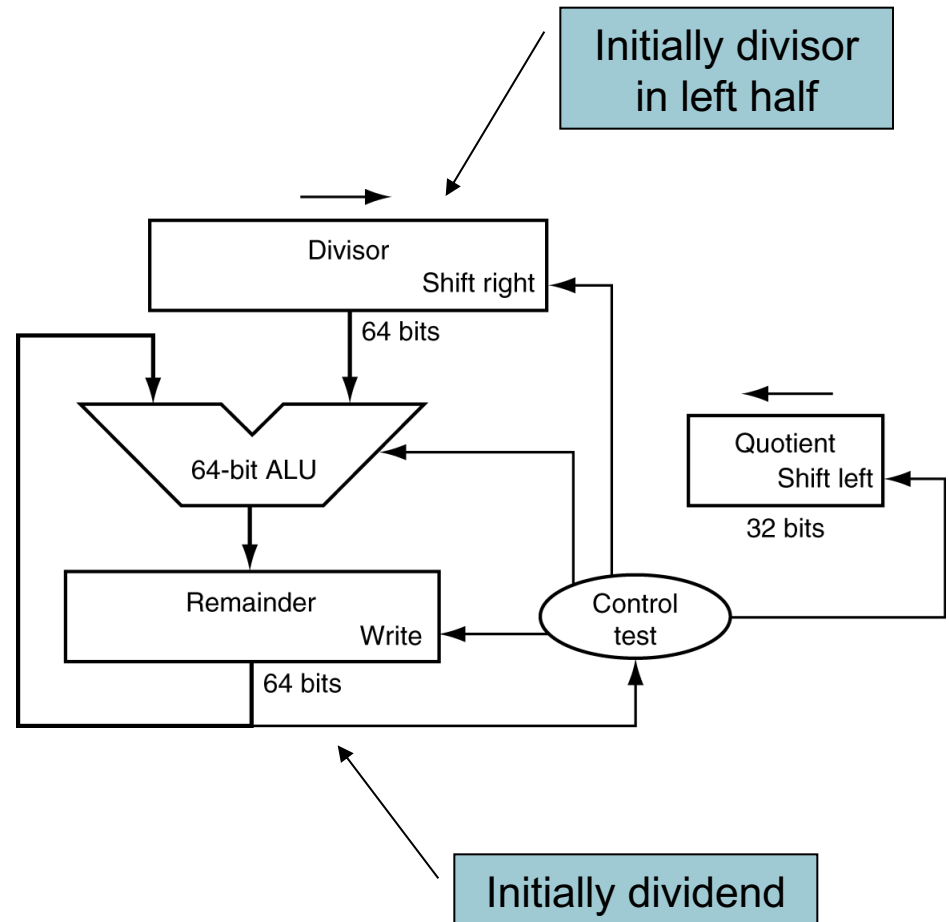 Initially divisor
in left half
Divisor
Shift right
64 bits
64-bit ALU
Quotient
Shift left
32 bits
Remainder
Write
Control
test
64 bits
Initially dividend